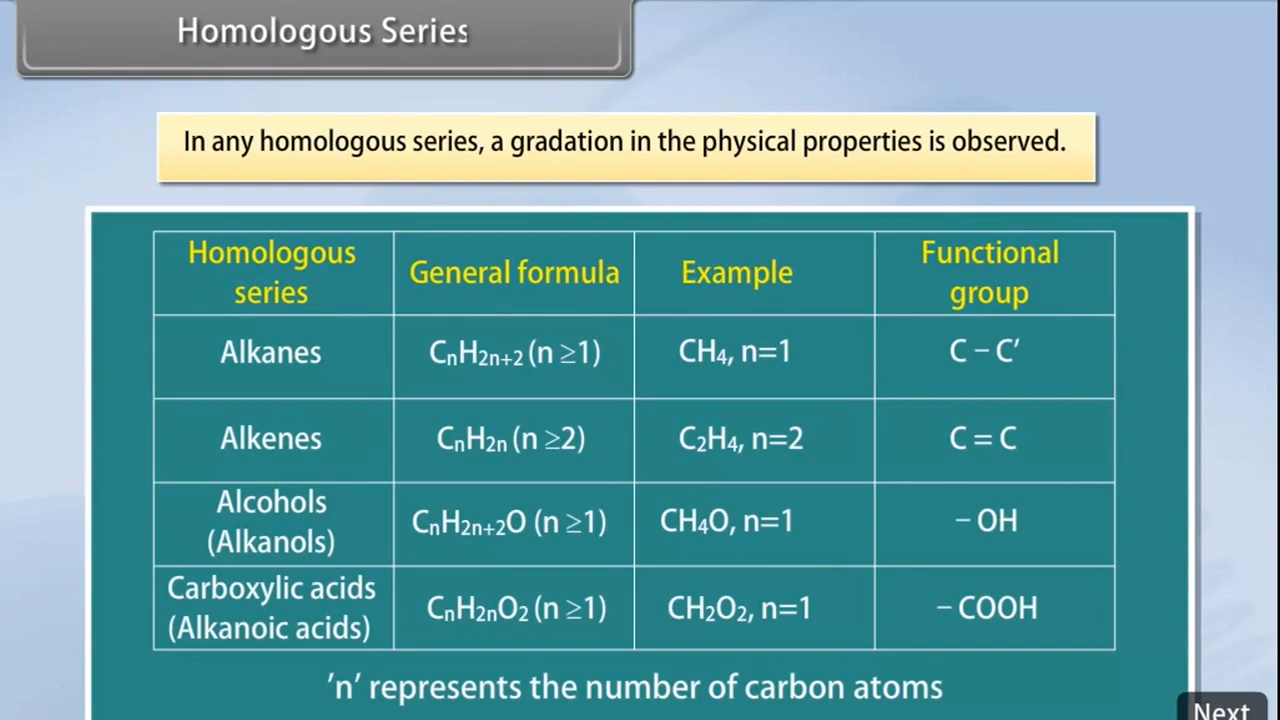 Homologous Series
In any homologous series, a gradation in the physical properties is observed.
Homologous series
General formula
Example
Functional group
Alkanes
CₙH₂ₙ₊₂ (n ≥1)
CH₄, n=1
C – C′
Alkenes
CₙH₂ₙ (n ≥2)
C₂H₄, n=2
C = C
Alcohols
(Alkanols)
CₙH₂ₙ₊₂O (n ≥1)
CH₄O, n=1
– OH
Carboxylic acids
(Alkanoic acids)
CₙH₂ₙO₂ (n ≥1)
CH₂O₂, n=1
– COOH
′n′ represents the number of carbon atoms
Next